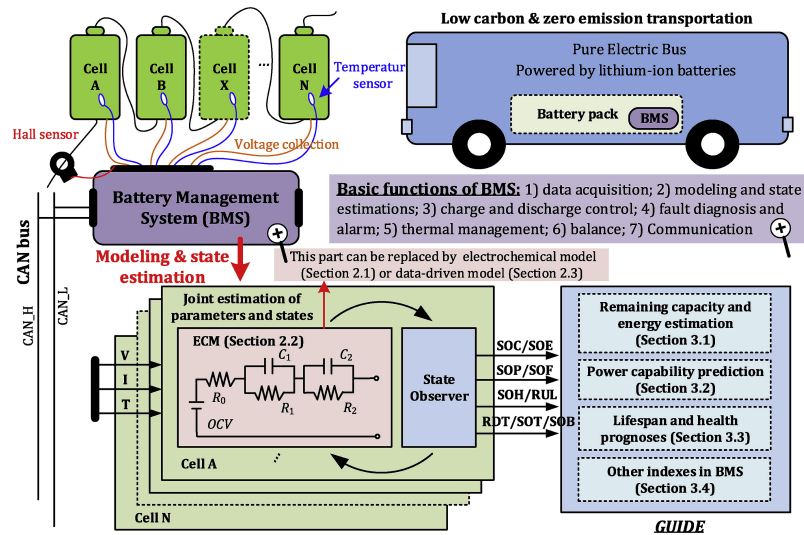 Low carbon & zero emission transportation
Pure Electric Bus
Powered by lithium-ion batteries
Battery pack
BMS
Cell
A
Cell
B
Cell
X
...
Cell
N
Temperatur
sensor
Hall sensor
Voltage collection
Battery Management
System (BMS)
Basic functions of BMS: 1) data acquisition; 2) modeling and state
estimations; 3) charge and discharge control; 4) fault diagnosis and
alarm; 5) thermal management; 6) balance; 7) Communication
CAN bus
CAN_H
CAN_L
Modeling & state
estimation
This part can be replaced by electrochemical model
(Section 2.1) or data-driven model (Section 2.3)
Joint estimation of
parameters and states
ECM (Section 2.2)
C1
C2
R0
R1
R2
OCV
State
Observer
V
I
T
Cell A
...
Cell N
SOC/SOE
SOP/SOF
SOH/RUL
RDT/SOT/SOB
Remaining capacity and
energy estimation
(Section 3.1)
Power capability prediction
(Section 3.2)
Lifespan and health
prognoses (Section 3.3)
Other indexes in BMS
(Section 3.4)
GUIDE